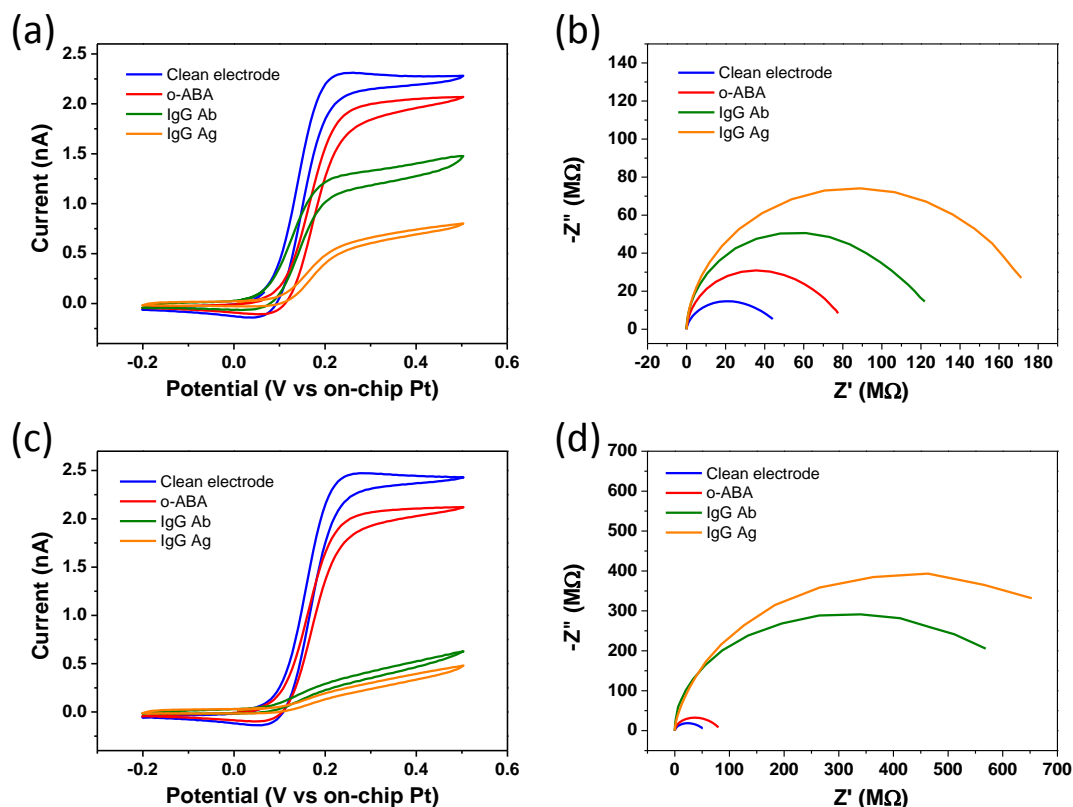 (a)
2.5
2.0
1.5
1.0
0.5
0.0
Current (nA)
Clean electrode
o-ABA
IgG Ab
IgG Ag
-0.2 0.0 0.2 0.4 0.6
Potential (V vs on-chip Pt)
(b)
140
120
100
80
60
40
20
0
-Z" (MΩ)
Clean electrode
o-ABA
IgG Ab
IgG Ag
-20 0 20 40 60 80 100 120 140 160 180
Z' (MΩ)
(c)
2.5
2.0
1.5
1.0
0.5
0.0
Current (nA)
Clean electrode
o-ABA
IgG Ab
IgG Ag
-0.2 0.0 0.2 0.4 0.6
Potential (V vs on-chip Pt)
(d)
700
600
500
400
300
200
100
0
-Z" (MΩ)
Clean electrode
o-ABA
IgG Ab
IgG Ag
0 100 200 300 400 500 600 700
Z' (MΩ)